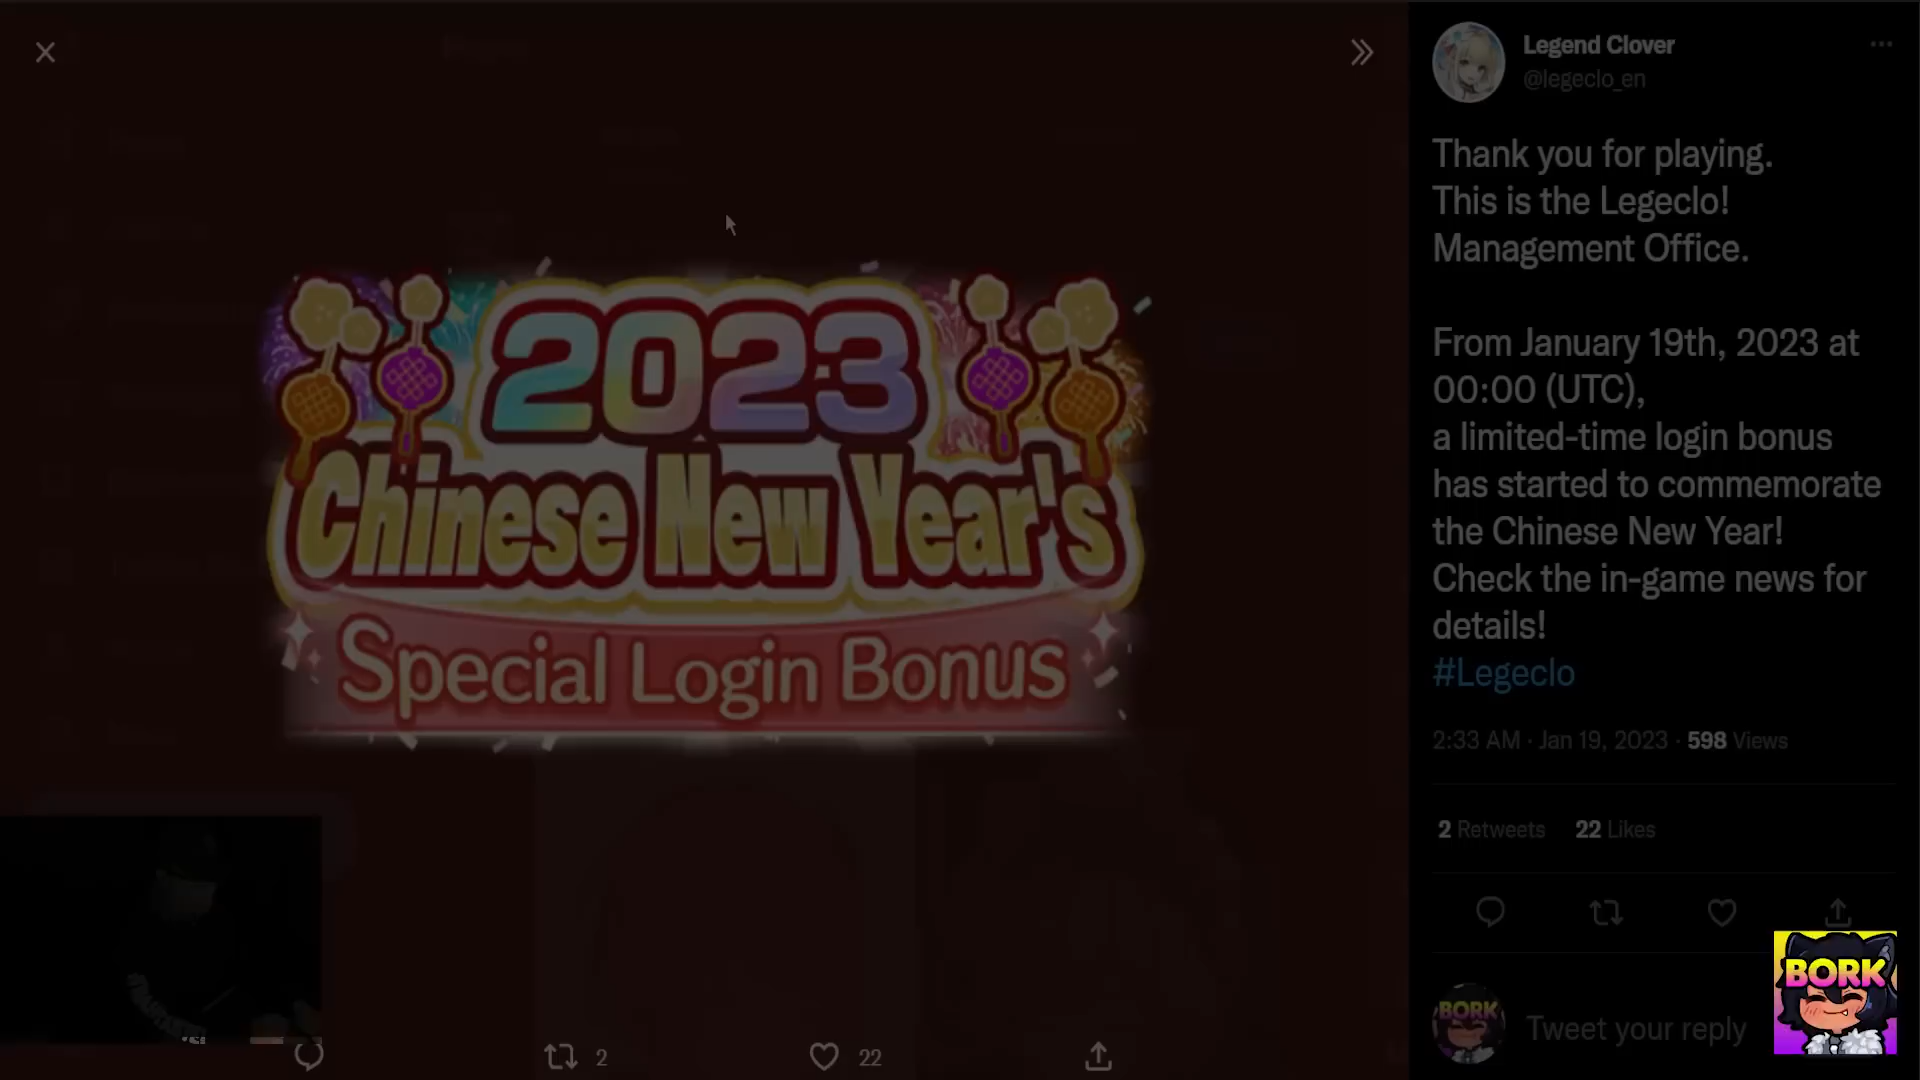 Legend Clover
@legeclo_en
Thank you for playing.
This is the Legeclo!
Management Office.
From January 19th, 2023 at
00:00 (UTC),
a limited-time login bonus
has started to commemorate
the Chinese New Year!
Check the in-game news for
details!
#Legeclo
2:33 AM · Jan 19, 2023 · 598 Views
2 Retweets 22 Likes
BORK
Tweet your reply
BORK
2023
Chinese New Year's
Special Login Bonus
2
22